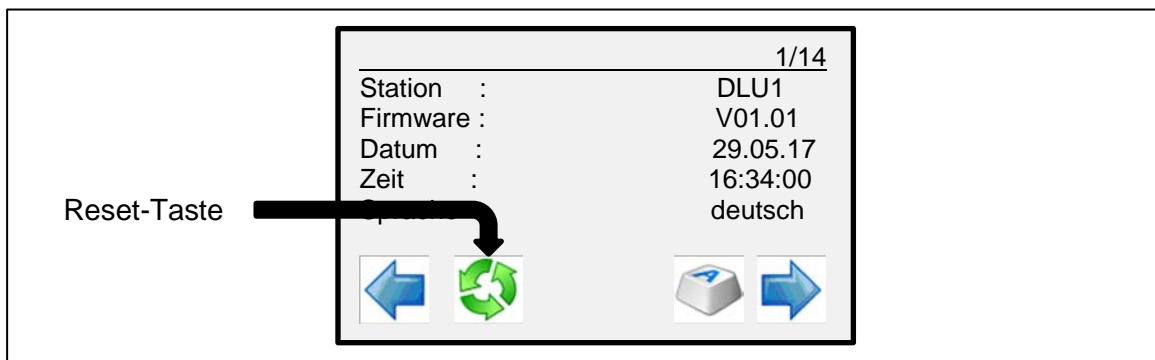 1/14
Station : DLU1
Firmware : V01.01
Datum : 29.05.17
Zeit : 16:34:00
Reset-Taste
deutsch
A